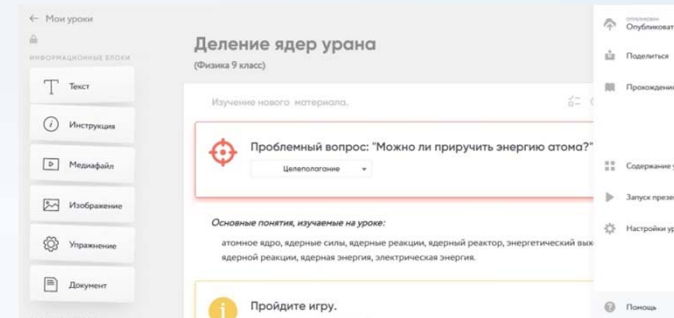 ← Мои уроки
ИНФОРМАЦИОННЫЕ БЛОКИ
Текст
Инструкция
Медиафайл
Изображение
Упражнение
Документ
Деление ядер урана
(Физика 9 класс)
Изучение нового материала.
Проблемный вопрос: "Можно ли приручить энергию атома?"
Целеполагание
Основные понятия, изучаемые на уроке:
атомное ядро, ядерные силы, ядерные реакции, ядерный реактор, энергетический вых
ядерной реакции, ядерная энергия, электрическая энергия.
Пройдите игру.
Опубликоват
Поделиться
Прохождени
Содержание у
Запуск презе
Настройки ур
Помощь